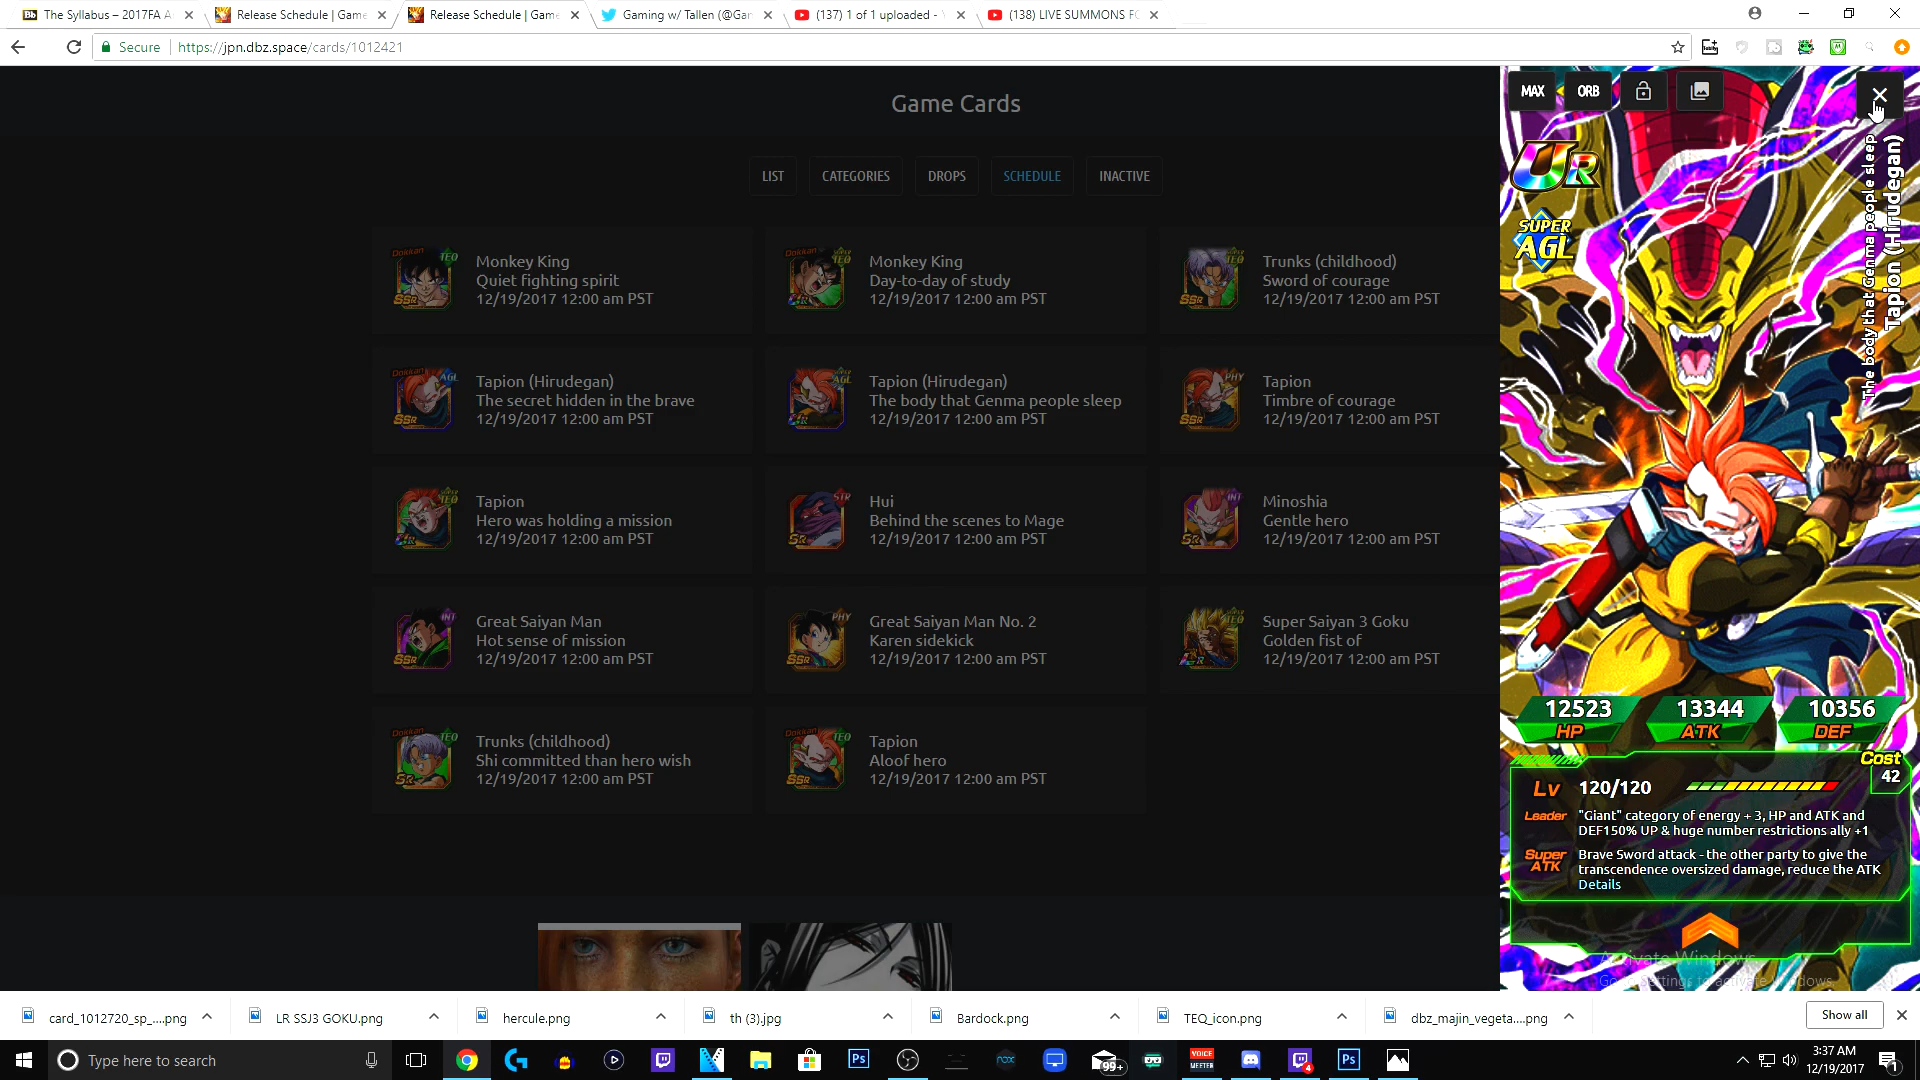 The Syllabus – 2017FA A
Release Schedule | Game
Release Schedule | Game
Gaming w/ Tallen (@Gar
(137) 1 of 1 uploaded -
(138) LIVE SUMMONS FO
Secure
https://jpn.dbz.space/cards/1012421
Game Cards
LIST
CATEGORIES
DROPS
SCHEDULE
INACTIVE
Monkey King
Quiet fighting spirit
12/19/2017 12:00 am PST
Monkey King
Day-to-day of study
12/19/2017 12:00 am PST
Trunks (childhood)
Sword of courage
12/19/2017 12:00 am PST
Tapion (Hirudegan)
The secret hidden in the brave
12/19/2017 12:00 am PST
Tapion (Hirudegan)
The body that Genma people sleep
12/19/2017 12:00 am PST
Tapion
Timbre of courage
12/19/2017 12:00 am PST
Tapion
Hero was holding a mission
12/19/2017 12:00 am PST
Hui
Behind the scenes to Mage
12/19/2017 12:00 am PST
Minoshia
Gentle hero
12/19/2017 12:00 am PST
Great Saiyan Man
Hot sense of mission
12/19/2017 12:00 am PST
Great Saiyan Man No. 2
Karen sidekick
12/19/2017 12:00 am PST
Super Saiyan 3 Goku
Golden fist of
12/19/2017 12:00 am PST
Trunks (childhood)
Shi committed than hero wish
12/19/2017 12:00 am PST
Tapion
Aloof hero
12/19/2017 12:00 am PST
MAX
ORB
UR
SUPER
AGL
The body that Genma people sleep
Tapion (Hirudegan)
12523
HP
13344
ATK
10356
DEF
Cost
42
Lv 120/120
Leader "Giant" category of energy + 3, HP and ATK and
DEF150% UP & huge number restrictions ally +1
Super ATK Brave Sword attack - the other party to give the
transcendence oversized damage, reduce the ATK
Details
Activate Windows
Go to Settings to activate Windows.
card_1012720_sp_....png
LR SSJ3 GOKU.png
hercule.png
th (3).jpg
Bardock.png
TEQ_icon.png
dbz_majin_vegeta....png
Show all
Type here to search
99+
VOICE
MEETER
4
3:37 AM
12/19/2017
1